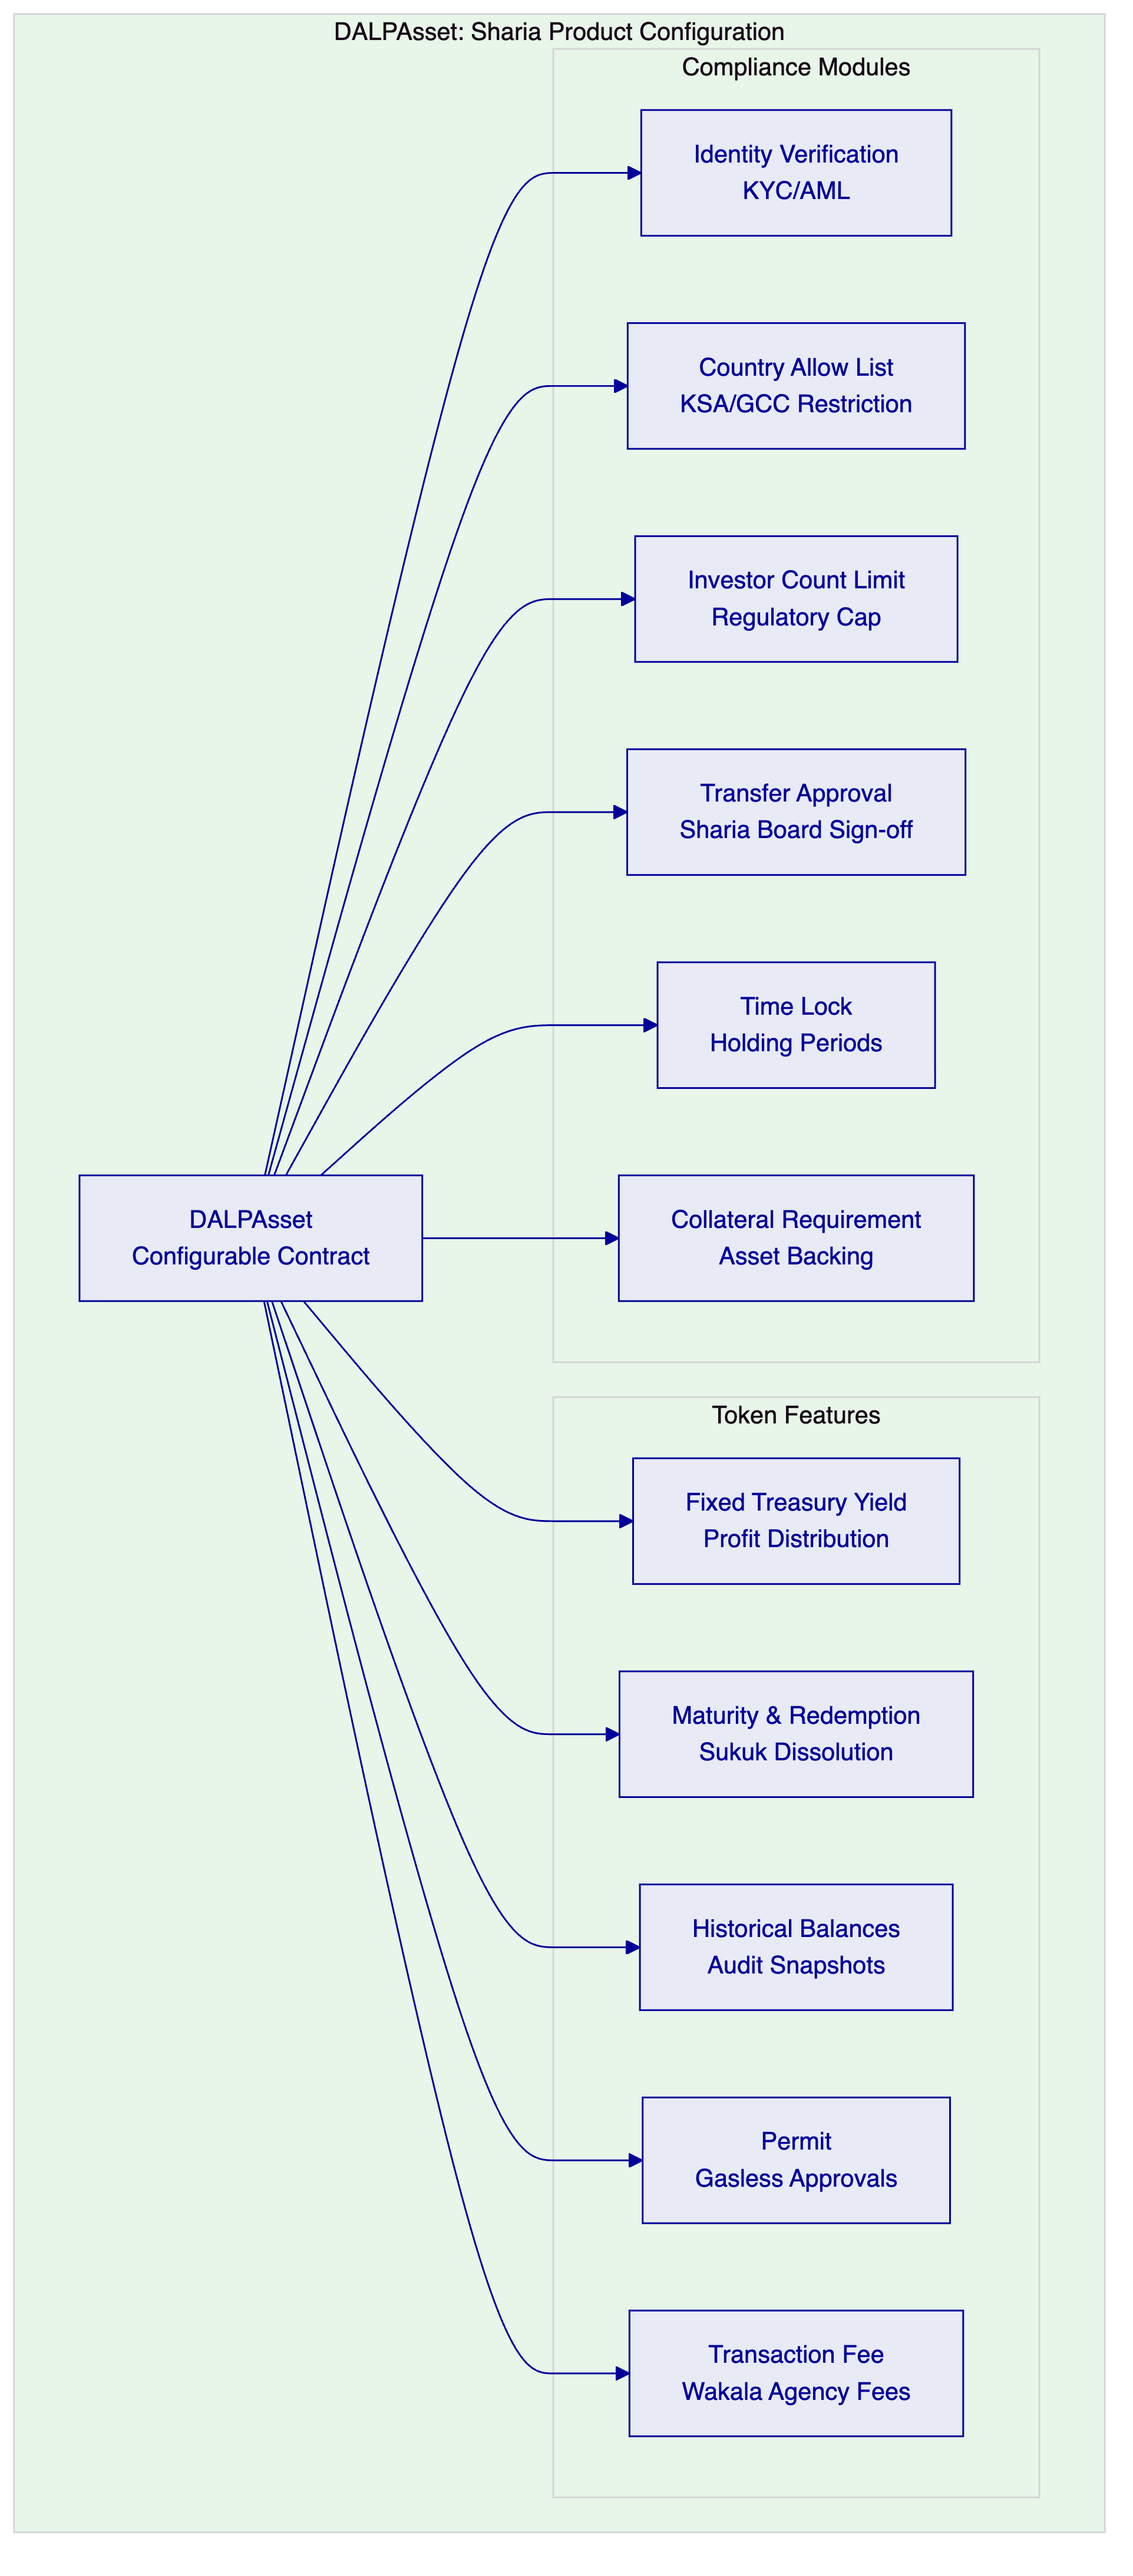 DALPAsset: Sharia Product Configuration
Compliance Modules
Identity Verification
KYC/AML
Country Allow List
KSA/GCC Restriction
Investor Count Limit
Regulatory Cap
Transfer Approval
Sharia Board Sign-off
Time Lock
Holding Periods
DALPAsset
Configurable Contract
Collateral Requirement
Asset Backing
Token Features
Fixed Treasury Yield
Profit Distribution
Maturity & Redemption
Sukuk Dissolution
Historical Balances
Audit Snapshots
Permit
Gasless Approvals
Transaction Fee
Wakala Agency Fees